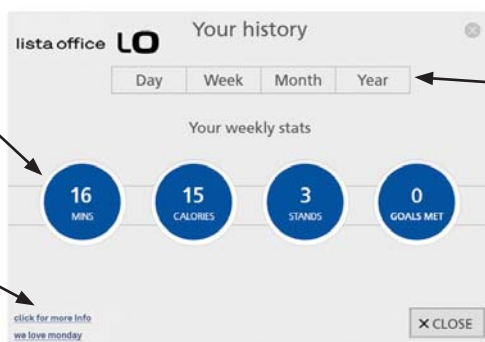 Your history
lista office LO
Day Week Month Year
Your weekly stats
16 15 3 0
MINS CALORIES STANDS GOALS MET
click for more Info
we love monday
X CLOSE